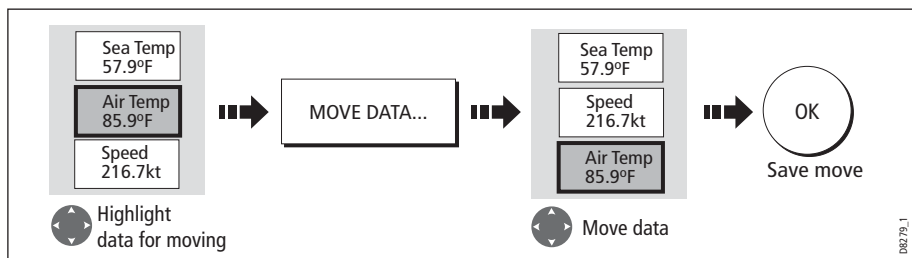 Sea Temp
57.9ºF
Air Temp
85.9ºF
Speed
216.7kt
Highlight
data for moving
MOVE DATA...
Sea Temp
57.9ºF
Speed
216.7kt
Air Temp
85.9ºF
Move data
OK
Save move
D8279_1